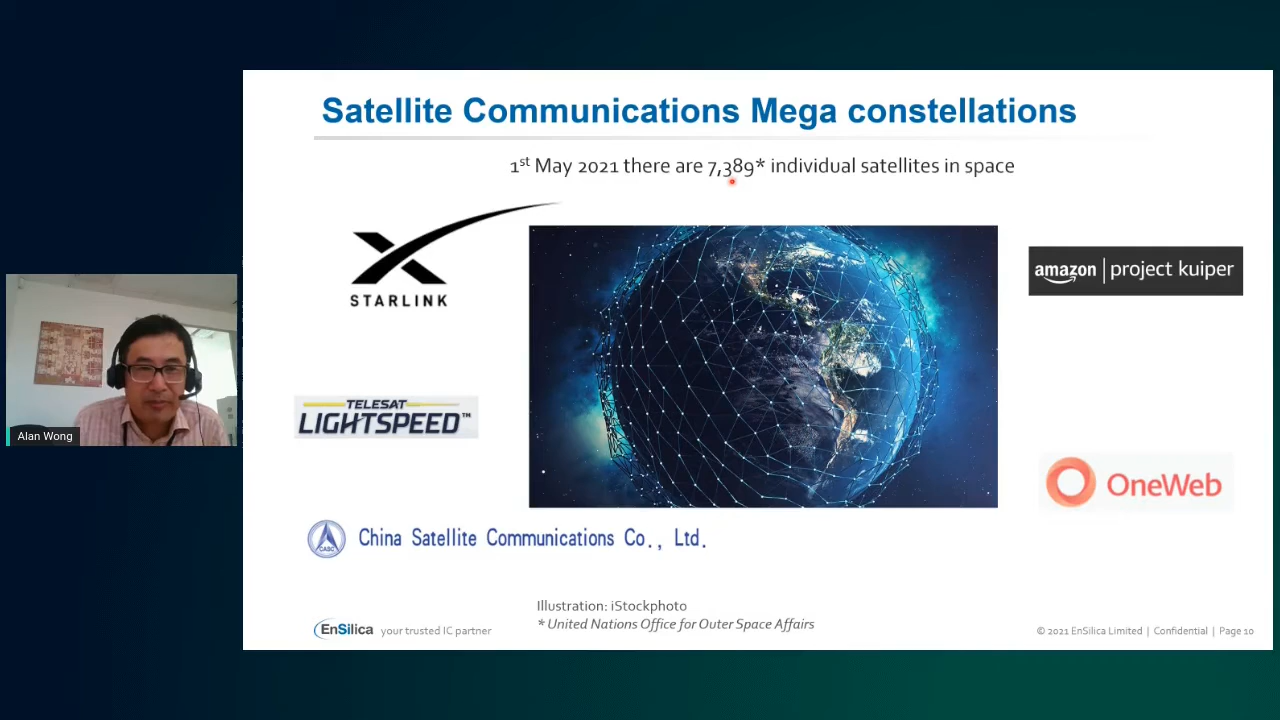 Satellite Communications Mega constellations
1st May 2021 there are 7,389* individual satellites in space
STARLINK
amazon | project kuiper
TELESAT
LIGHTSPEED™
OneWeb
CASC
China Satellite Communications Co., Ltd.
Alan Wong
Illustration: iStockphoto
* United Nations Office for Outer Space Affairs
EnSilica your trusted IC partner
© 2021 EnSilica Limited | Confidential | Page 10